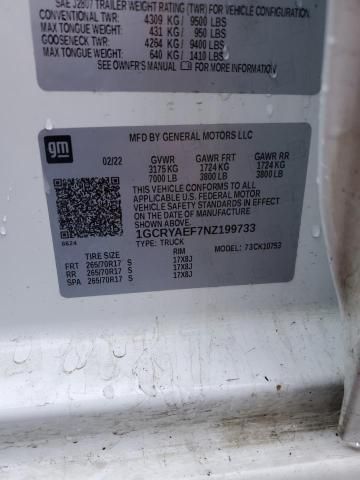 SAE J2807 TRAILER WEIGHT RATING (TWR) FOR VEHICLE CONFIGURATION.
CONVENTIONAL TWR: 4309 KG/ 9500 LBS
MAX TONGUE WEIGHT: 431 KG/ 950 LBS
GOOSENECK TWR: 4264 KG/ 9400 LBS
MAX TONGUE WEIGHT: 640 KG/ 1410 LBS
SEE OWNER'S MANUAL FOR ADDITIONAL INFORMATION
gm
MFD BY GENERAL MOTORS LLC
02/22 GVWR GAWR FRT GAWR RR
3175 KG 1724 KG 1724 KG
7000 LB 3800 LB 3800 LB
THIS VEHICLE CONFORMS TO ALL
APPLICABLE U.S. FEDERAL MOTOR
VEHICLE SAFETY STANDARDS IN EFFECT
ON THE DATE OF MANUFACTURE
SHOWN ABOVE.
1GCRYAEF7NZ199733
0624 TYPE: TRUCK
MODEL: 73CK10753
TIRE SIZE RIM
FRT 265/70R17 S 17X8J
RR 265/70R17 S 17X8J
SPA 265/70R17 S 17X8J